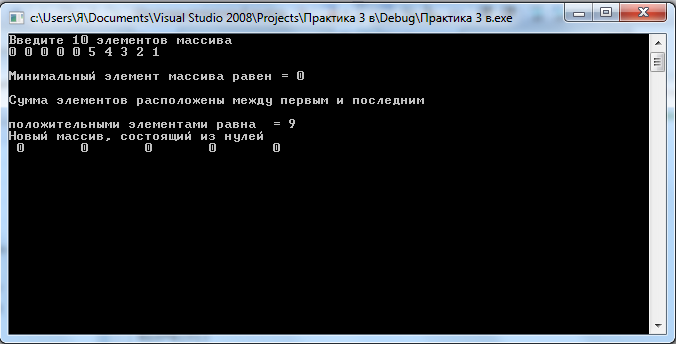 c:\Users\Я\Documents\Visual Studio 2008\Projects\Практика 3 в\Debug\Практика 3 в.exe
Введите 10 элементов массива
0 0 0 0 0 5 4 3 2 1
Минимальный элемент массива равен = 0
Сумма элементов расположены между первым и последним
положительными элементами равна  = 9
Новый массив, состоящий из нулей
0 0 0 0 0